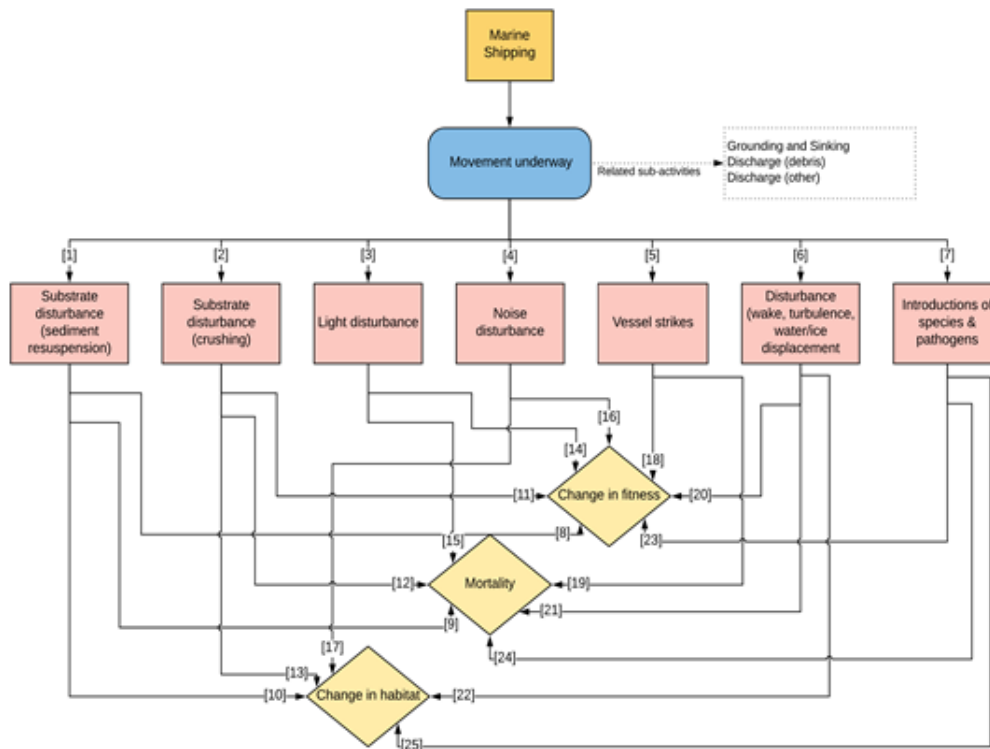 Marine
Shipping
Movement underway
Related sub-activities
Grounding and Sinking
Discharge (debris)
Discharge (other)
[1]
[2]
[3]
[4]
[5]
[6]
[7]
Substrate
disturbance
(sediment
resuspension)
Substrate
disturbance
(crushing)
Light disturbance
Noise
disturbance
Vessel strikes
Disturbance
(wake, turbulence,
water/ice
displacement
Introductions of
species &
pathogens
[16]
[14]
[18]
[11]
Change in fitness
[20]
[8]
[23]
[15]
[12]
Mortality
[19]
[21]
[9]
[17]
[24]
[13]
[10]
Change in habitat
[22]
[25]